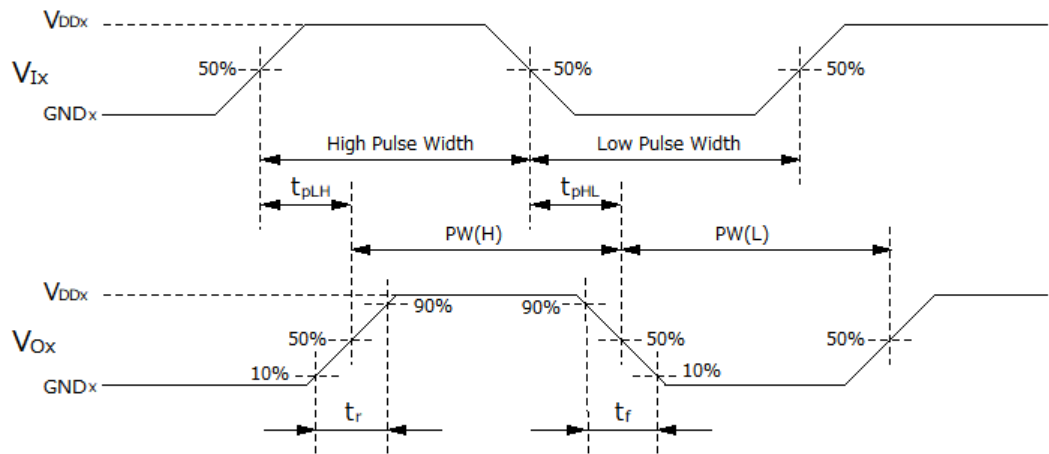 VDDx
VIx
50%
50%
50%
GNDx
High Pulse Width
Low Pulse Width
tpLH
tpHL
PW(H)
PW(L)
VDDx
90%
90%
VOx
50%
50%
50%
10%
10%
GNDx
tr
tf